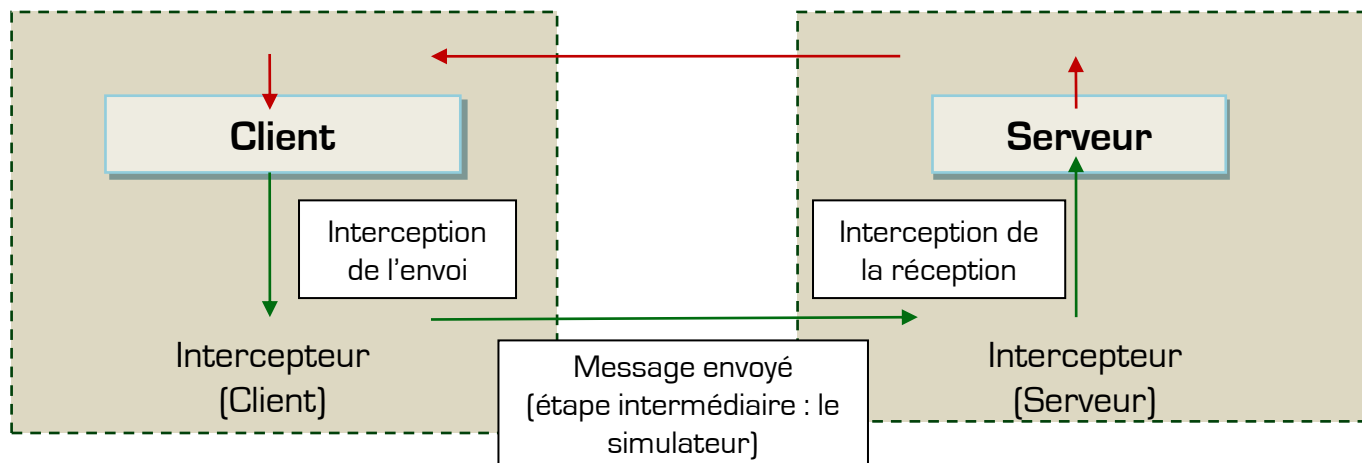 Client
Serveur
Interception
de l’envoi
Interception de
la réception
Intercepteur
(Client)
Message envoyé
(étape intermédiaire : le
simulateur)
Intercepteur
(Serveur)